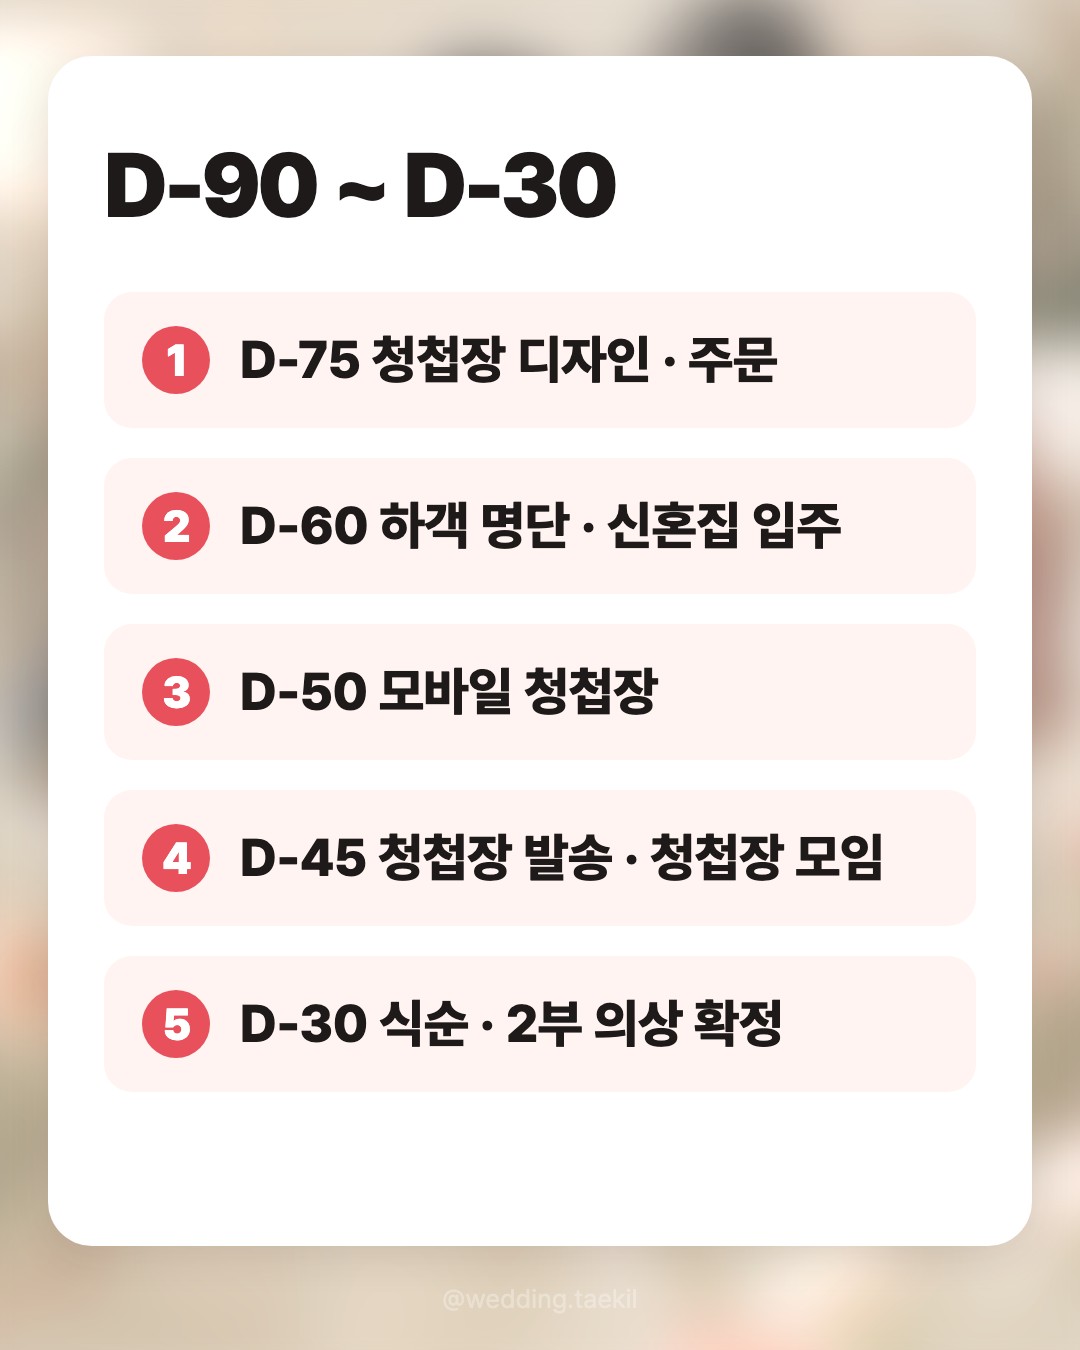 D-90 ~ D-30
1 D-75 청첩장 디자인 · 주문
2 D-60 하객 명단 · 신혼집 입주
3 D-50 모바일 청첩장
4 D-45 청첩장 발송 · 청첩장 모임
5 D-30 식순 · 2부 의상 확정
@wedding.taekil